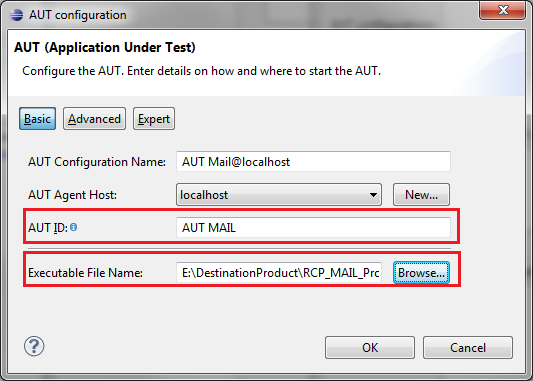 AUT configuration
AUT (Application Under Test)
Configure the AUT. Enter details on how and where to start the AUT.
Basic Advanced Expert
AUT Configuration Name: AUT Mail@localhost
AUT Agent Host: localhost New...
AUT ID: AUT MAIL
Executable File Name: E:\DestinationProduct\RCP_MAIL_Prc Browse...
OK Cancel